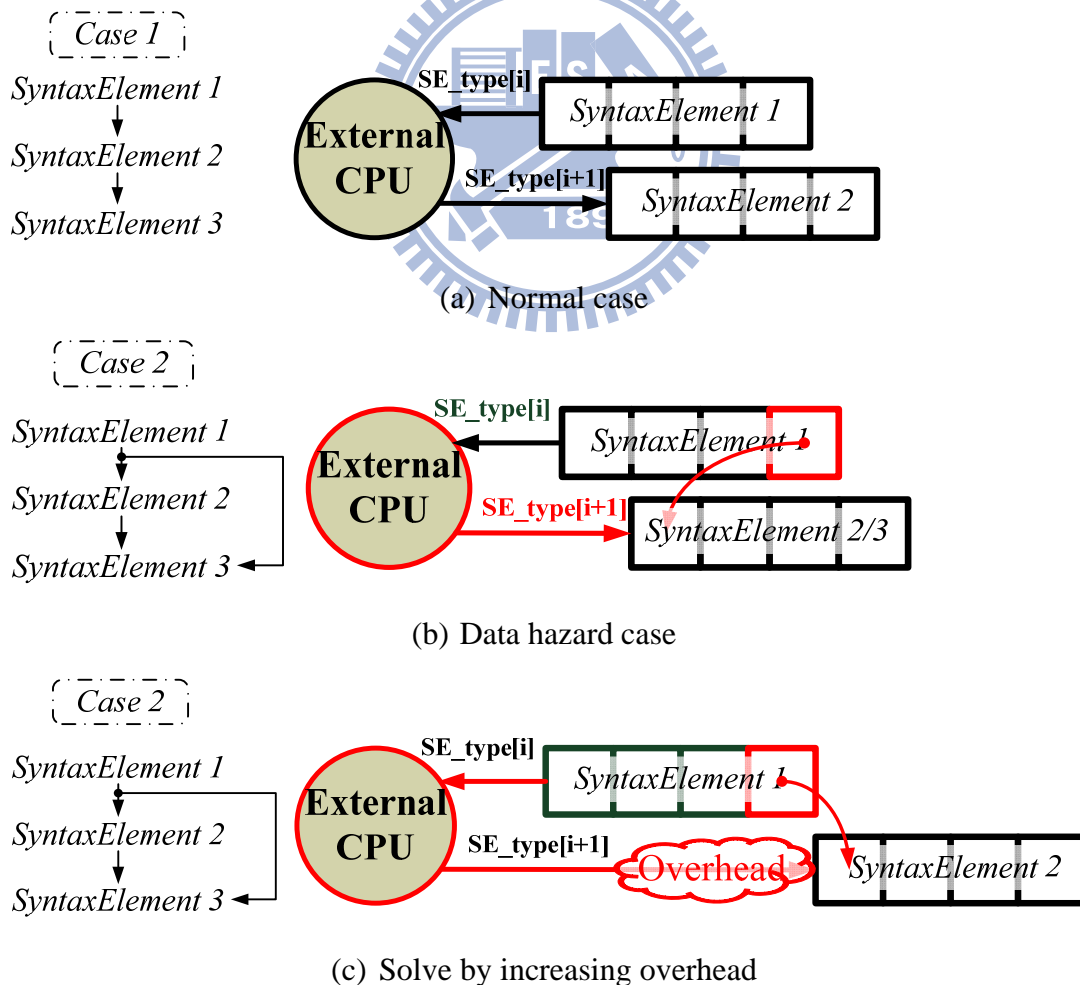 Case 1
SyntaxElement 1
SyntaxElement 2
SyntaxElement 3
External
CPU
SE_type[i]
SyntaxElement 1
SE_type[i+1]
SyntaxElement 2
ES
189
(a) Normal case
Case 2
SyntaxElement 1
SyntaxElement 2
SyntaxElement 3
External
CPU
SE_type[i]
SyntaxElement 1
SE_type[i+1]
SyntaxElement 2/3
(b) Data hazard case
Case 2
SyntaxElement 1
SyntaxElement 2
SyntaxElement 3
External
CPU
SE_type[i]
SyntaxElement 1
SE_type[i+1]
Overhead
SyntaxElement 2
(c) Solve by increasing overhead